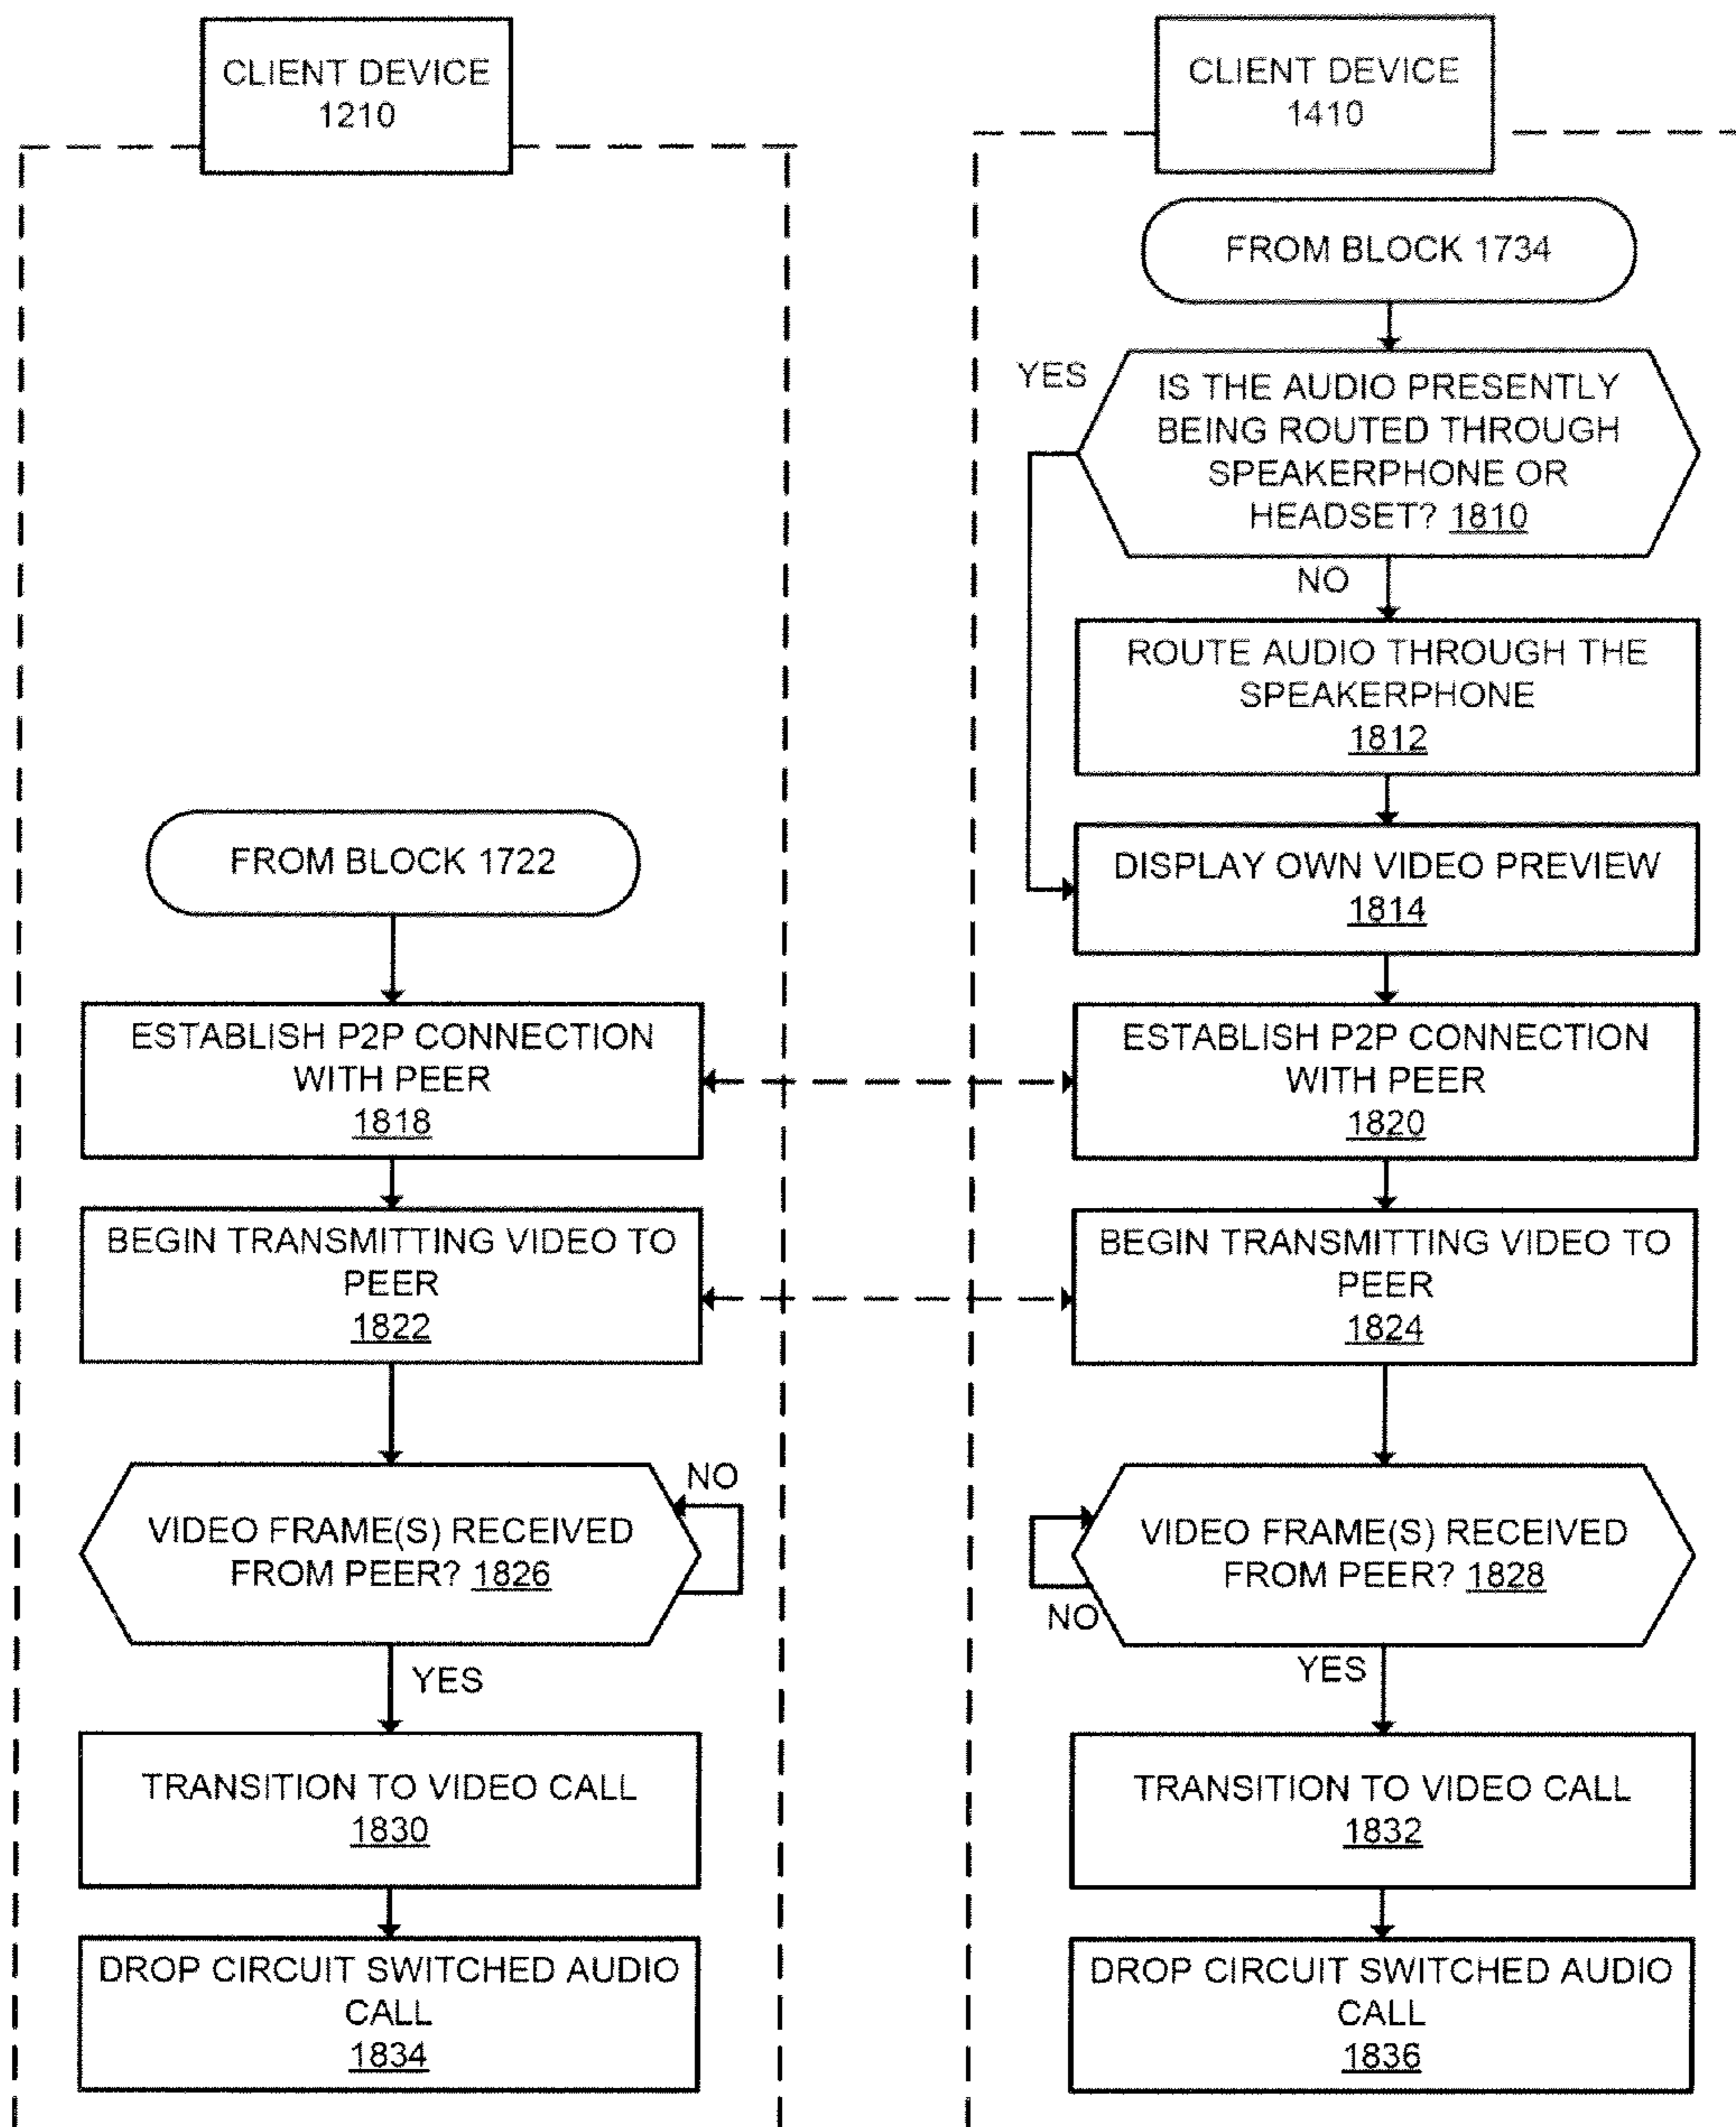 CLIENT DEVICE
1210
FROM BLOCK 1722
ESTABLISH P2P CONNECTION
WITH PEER
1818
BEGIN TRANSMITTING VIDEO TO
PEER
1822
NO
VIDEO FRAME(S) RECEIVED
FROM PEER? 1826
YES
TRANSITION TO VIDEO CALL
1830
DROP CIRCUIT SWITCHED AUDIO
CALL
1834
CLIENT DEVICE
1410
FROM BLOCK 1734
YES
IS THE AUDIO PRESENTLY
BEING ROUTED THROUGH
SPEAKERPHONE OR
HEADSET? 1810
NO
ROUTE AUDIO THROUGH THE
SPEAKERPHONE
1812
DISPLAY OWN VIDEO PREVIEW
1814
ESTABLISH P2P CONNECTION
WITH PEER
1820
BEGIN TRANSMITTING VIDEO TO
PEER
1824
VIDEO FRAME(S) RECEIVED
FROM PEER? 1828
NO
YES
TRANSITION TO VIDEO CALL
1832
DROP CIRCUIT SWITCHED AUDIO
CALL
1836